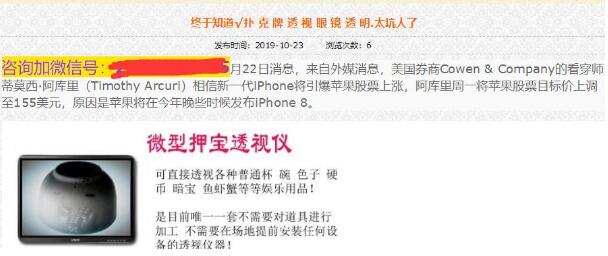 终于知道√扑 克 牌 透 视 眼 镜 透 明.太坑人了
发布时间：2019-10-23 浏览次数：6
咨询加微信号： 月22日消息，来自外媒消息，美国券商Cowen & Company的看穿师
蒂莫西·阿库里（Timothy Arcuri）相信新一代iPhone将引爆苹果股票上涨，阿库里周一将苹果股票目标价上调
至155美元，原因是苹果将在今年晚些时候发布iPhone 8。
微型押宝透视仪
可直接透视各种普通杯 碗 色子 硬
币 暗宝 鱼虾蟹等等娱乐用品！
是目前唯一一套不需要对道具进行
加工 不需要在场地提前安装任何设
备的透视仪器！